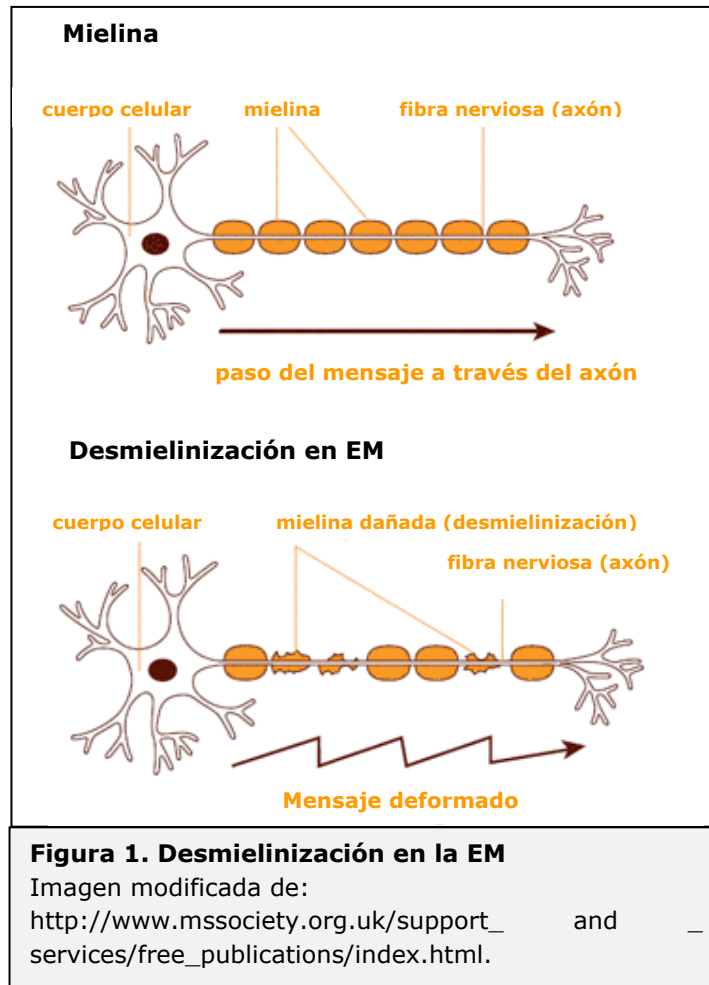 Mielina
cuerpo celular mielina fibra nerviosa (axón)
paso del mensaje a través del axón
Desmielinización en EM
cuerpo celular mielina dañada (desmielinización)
fibra nerviosa (axón)
Mensaje deformado
Figura 1. Desmielinización en la EM
Imagen modificada de:
http://www.mssociety.org.uk/support_ and _
services/free_publications/index.html.